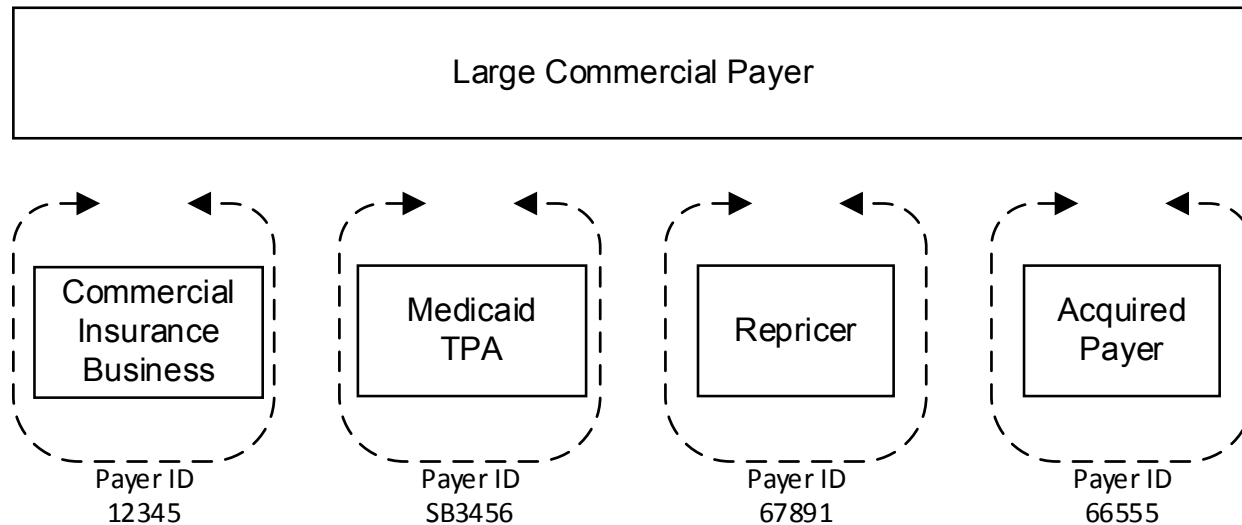 Large Commercial Payer
Commercial
Insurance
Business
Medicaid
TPA
Repricer
Acquired
Payer
Payer ID
12345
Payer ID
SB3456
Payer ID
67891
Payer ID
66555